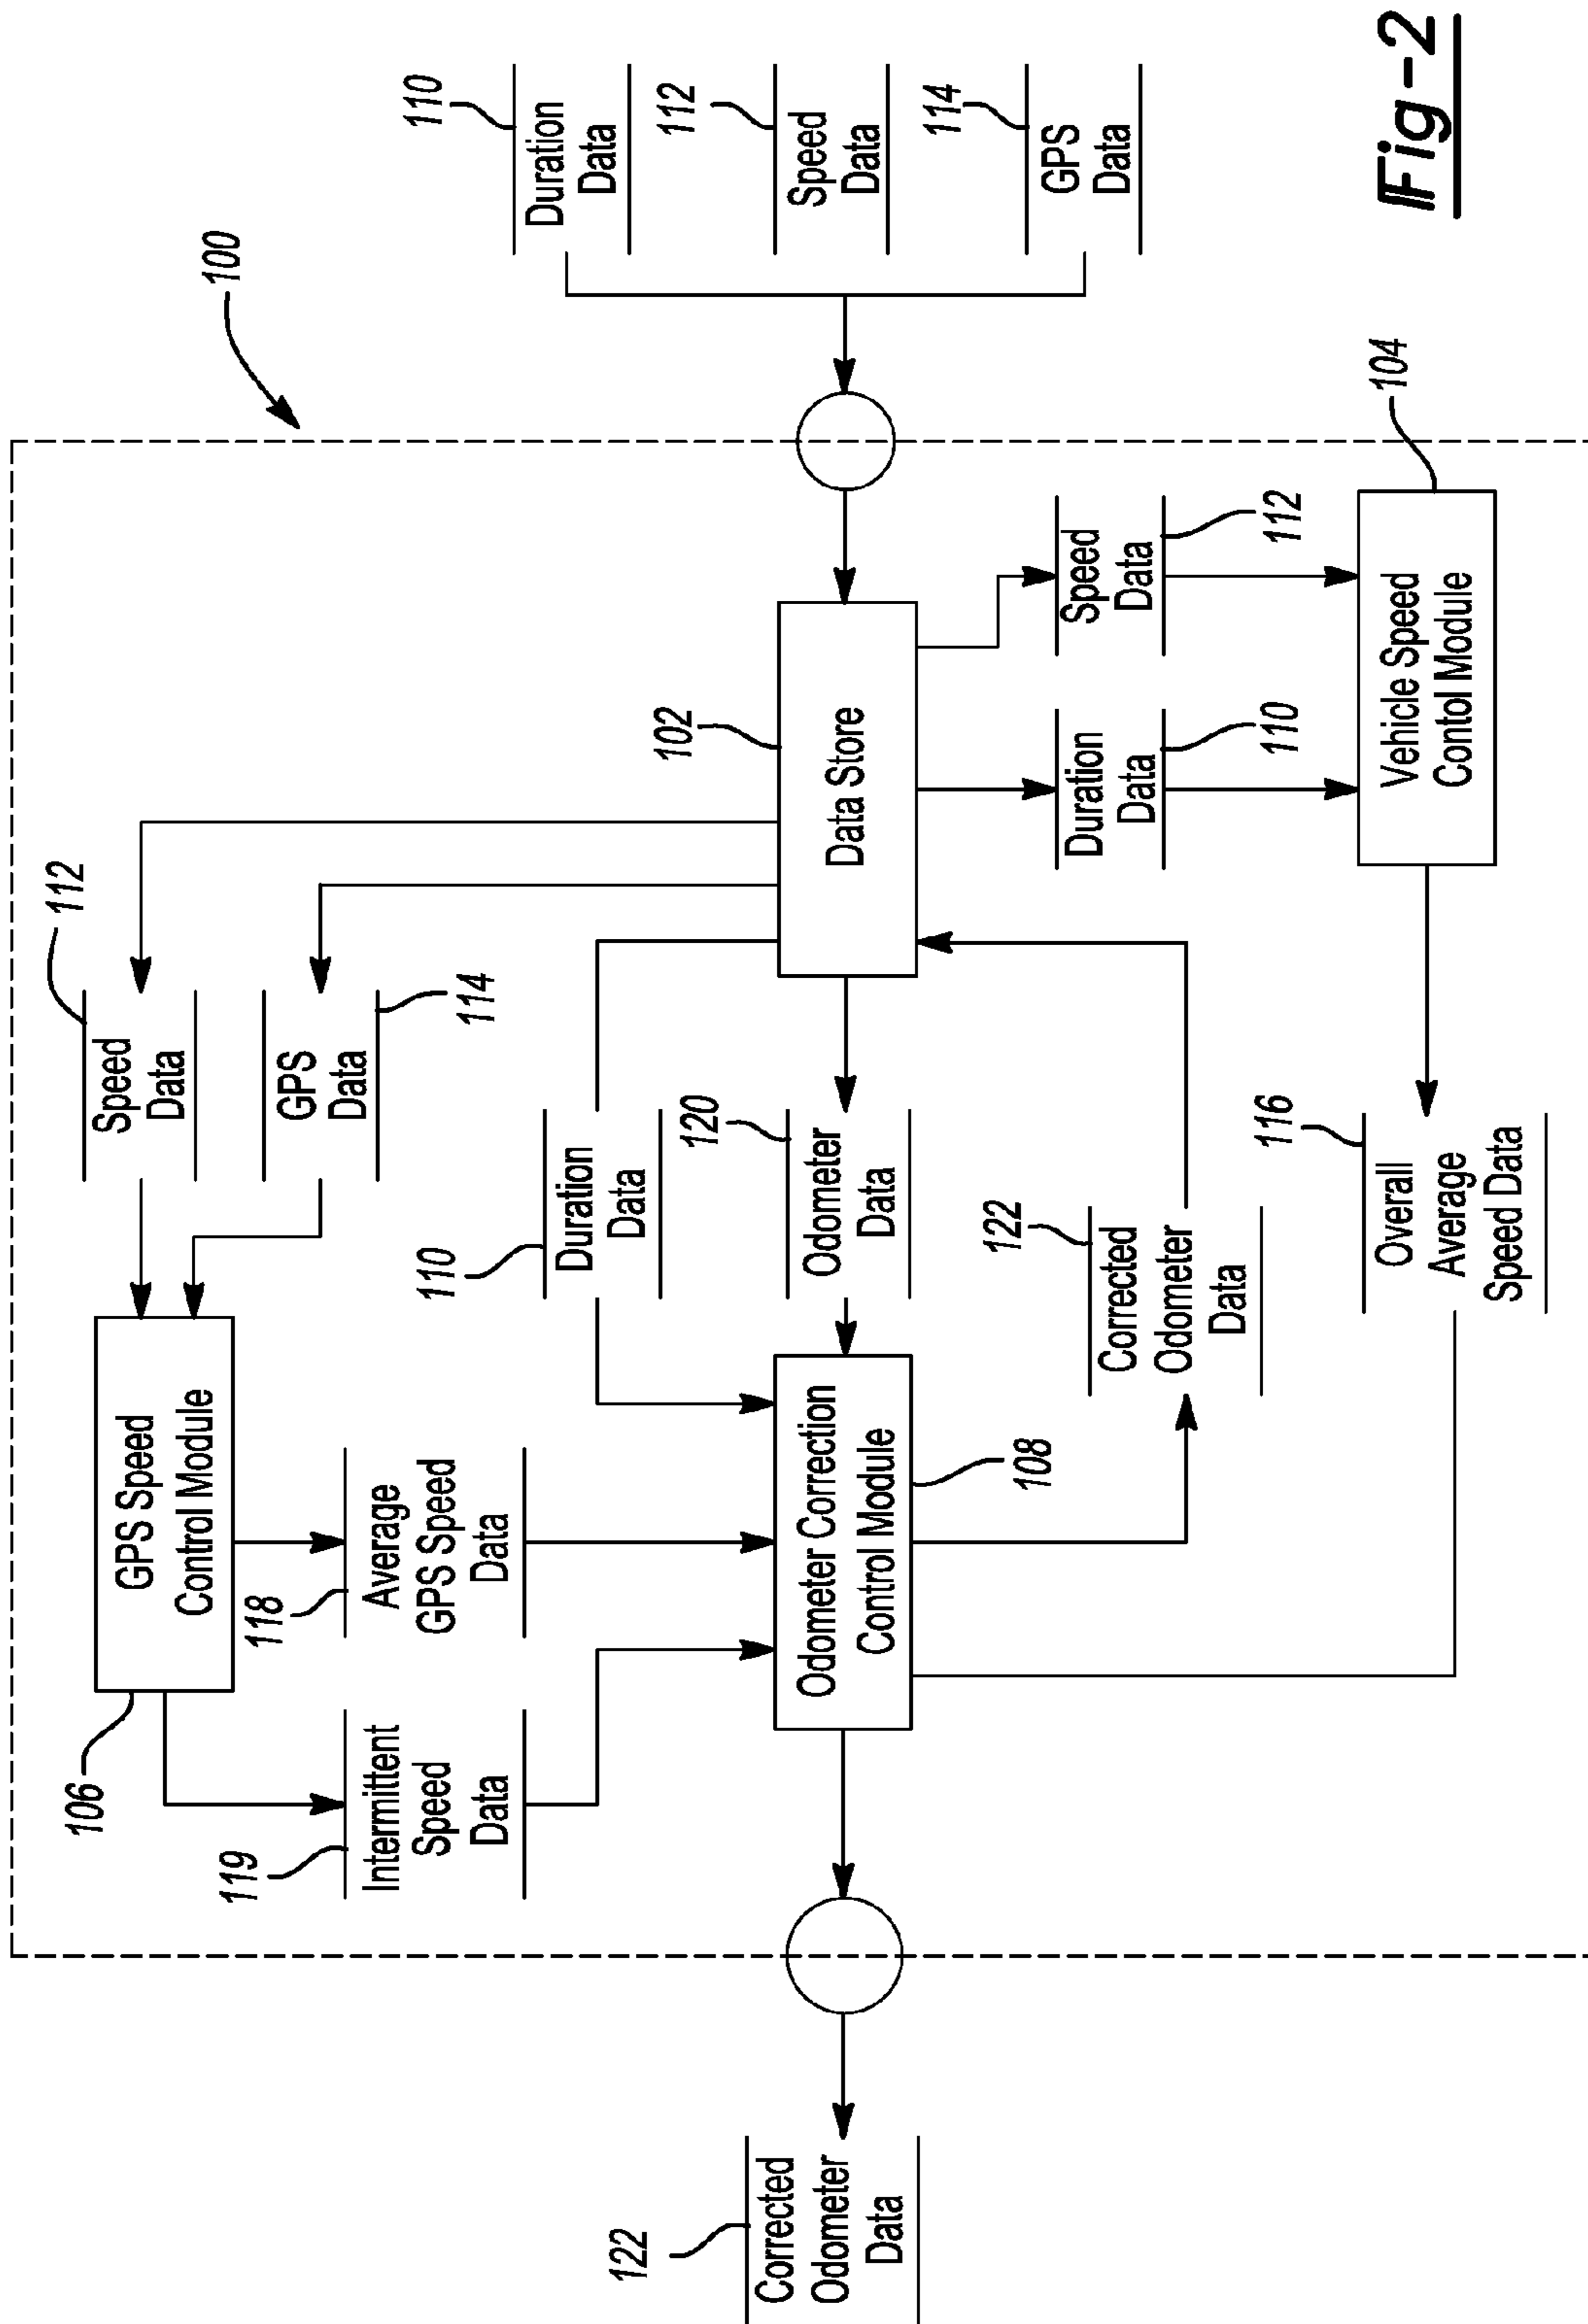 112
106
GPS Speed
Control Module
Speed
Data
100
119
Intermittent
Speed
Data
118
Average
GPS Speed
Data
GPS
Data
114
110
Duration
Data
110
Duration
Data
122
Corrected
Odometer
Data
Odometer Correction
Control Module
108
120
Odometer
Data
102
Data Store
112
Speed
Data
122
Corrected
Odometer
Data
Duration
Data
110
Speed
Data
112
114
GPS
Data
116
Overall
Average
Speed Data
Vehicle Speed
Contol Module
104
Fig-2